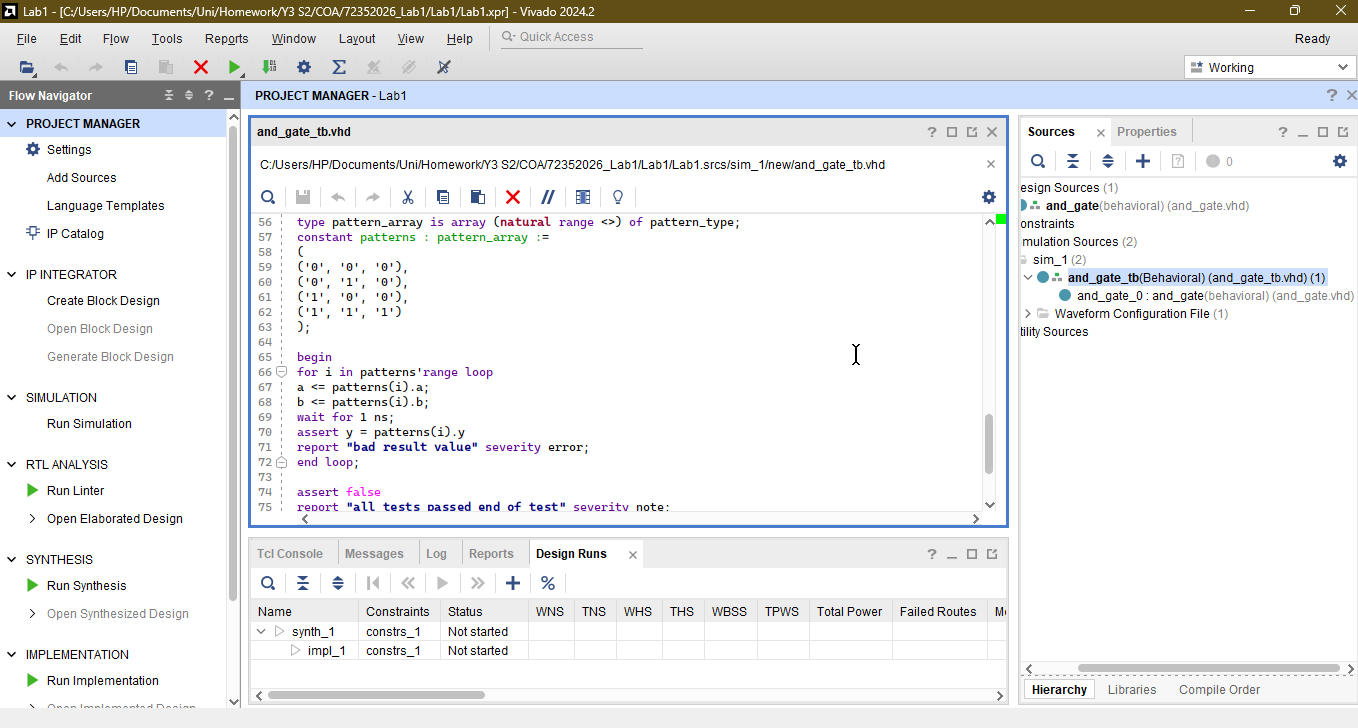 Lab1 - [C:/Users/HP/Documents/Uni/Homework/Y3 S2/COA/72352026_Lab1/Lab1/Lab1.xpr] - Vivado 2024.2
File Edit Flow Tools Reports Window Layout View Help Quick Access Ready
Working
Flow Navigator
PROJECT MANAGER
Settings
Add Sources
Language Templates
IP Catalog
IP INTEGRATOR
Create Block Design
Open Block Design
Generate Block Design
SIMULATION
Run Simulation
RTL ANALYSIS
Run Linter
Open Elaborated Design
SYNTHESIS
Run Synthesis
Open Synthesized Design
IMPLEMENTATION
Run Implementation
Open Implemented Design
PROJECT MANAGER - Lab1
and_gate_tb.vhd
C:/Users/HP/Documents/Uni/Homework/Y3 S2/COA/72352026_Lab1/Lab1/Lab1.srcs/sim_1/new/and_gate_tb.vhd
56 type pattern_array is array (natural range <>) of pattern_type;
57 constant patterns : pattern_array :=
58 (
59 ('0', '0', '0'),
60 ('0', '1', '0'),
61 ('1', '0', '0'),
62 ('1', '1', '1')
63 );
64
65 begin
66 for i in patterns'range loop
67 a <= patterns(i).a;
68 b <= patterns(i).b;
69 wait for 1 ns;
70 assert y = patterns(i).y
71 report "bad result value" severity error;
72 end loop;
73
74 assert false
75 report "all tests passed end of test" severity note;
Tcl Console Messages Log Reports Design Runs
Name Constraints Status WNS TNS WHS THS WBSS TPWS Total Power Failed Routes
synth_1 constrs_1 Not started
impl_1 constrs_1 Not started
Sources Properties
0
esign Sources (1)
and_gate(behavioral) (and_gate.vhd)
onstraints
mulation Sources (2)
sim_1 (2)
and_gate_tb(Behavioral) (and_gate_tb.vhd) (1)
and_gate_0 : and_gate(behavioral) (and_gate.vhd)
Waveform Configuration File (1)
tility Sources
Hierarchy Libraries Compile Order